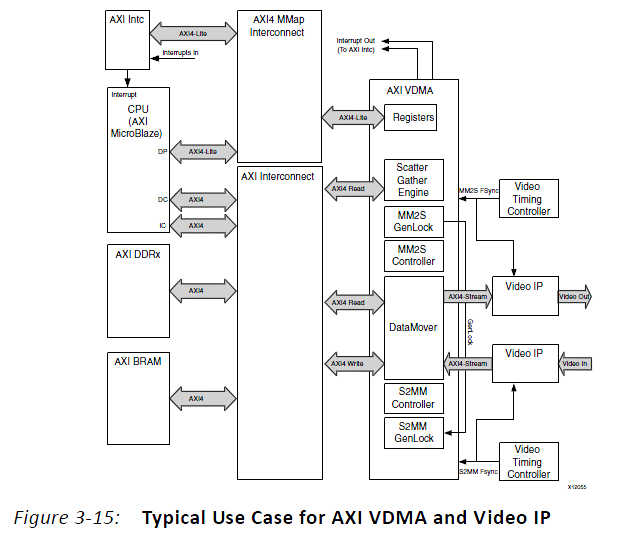 AXI Intc
AXI4-Lite
Interrupts In
AXI4 MMap
Interconnect
Interrupt Out
(To AXI Intc)
Interrupt
CPU
(AXI
MicroBlaze)
DP
AXI4-Lite
DC
AXI4
IC
AXI4
AXI Interconnect
AXI VDMA
AXI4-Lite
Registers
AXI4 Read
Scatter
Gather
Engine
MM2S FSync
Video
Timing
Controller
MM2S
GenLock
MM2S
Controller
AXI DDRx
AXI4
AXI4 Read
DataMover
AXI4-Stream
Video IP
Video Out
GenLock
AXI BRAM
AXI4
AXI4 Write
AXI4-Stream
Video IP
Video In
S2MM
Controller
S2MM
GenLock
S2MM Fsync
Video
Timing
Controller
X12055
Figure 3-15: Typical Use Case for AXI VDMA and Video IP